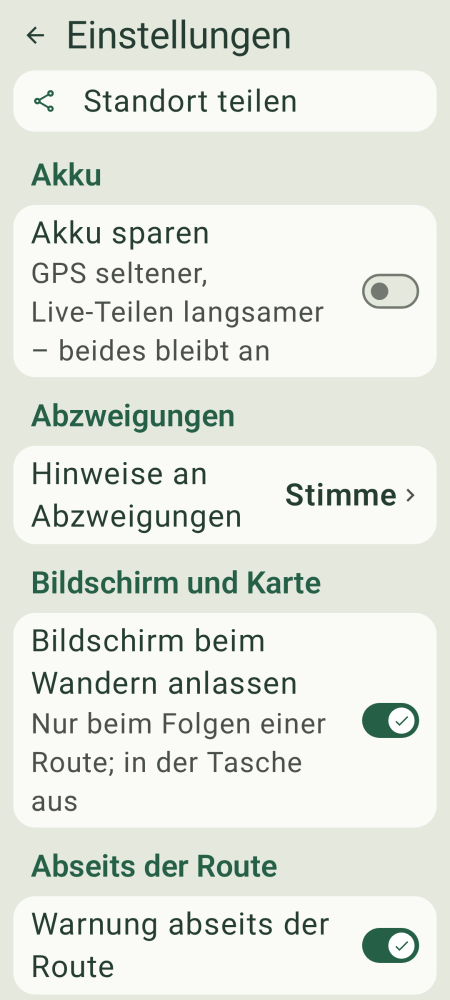 Einstellungen
Standort teilen
Akku
Akku sparen
GPS seltener,
Live-Teilen langsamer
– beides bleibt an
Abzweigungen
Hinweise an
Abzweigungen
Stimme
Bildschirm und Karte
Bildschirm beim
Wandern anlassen
Nur beim Folgen einer
Route; in der Tasche
aus
Abseits der Route
Warnung abseits der
Route